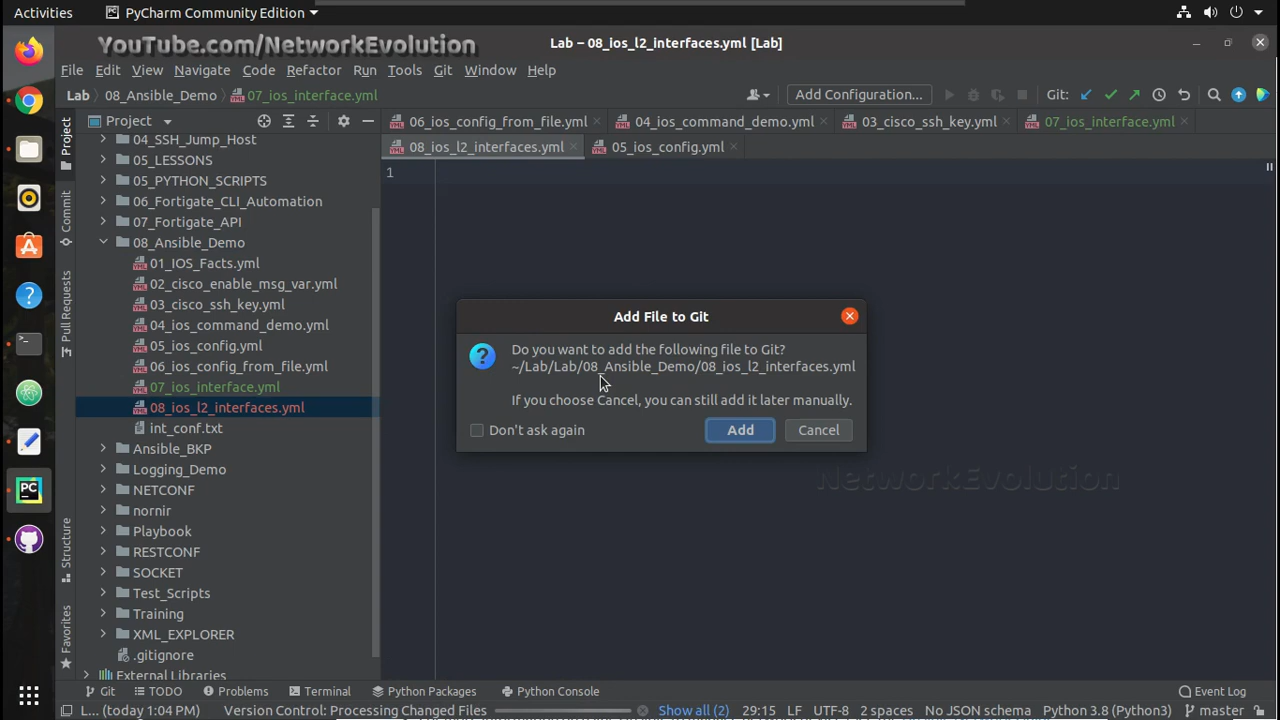 Activities
PyCharm Community Edition
YouTube.com/NetworkEvolution
Lab – 08_ios_l2_interfaces.yml [Lab]
File Edit View Navigate Code Refactor Run Tools Git Window Help
Lab 08_Ansible_Demo 07_ios_interface.yml
Add Configuration...
Git:
Project
06_ios_config_from_file.yml 04_ios_command_demo.yml 03_cisco_ssh_key.yml 07_ios_interface.yml
08_ios_l2_interfaces.yml 05_ios_config.yml
1
04_SSH_Jump_Host
05_LESSONS
05_PYTHON_SCRIPTS
06_Fortigate_CLI_Automation
07_Fortigate_API
08_Ansible_Demo
01_IOS_Facts.yml
02_cisco_enable_msg_var.yml
03_cisco_ssh_key.yml
04_ios_command_demo.yml
05_ios_config.yml
06_ios_config_from_file.yml
07_ios_interface.yml
08_ios_l2_interfaces.yml
int_conf.txt
Ansible_BKP
Logging_Demo
NETCONF
nornir
Playbook
RESTCONF
SOCKET
Test_Scripts
Training
XML_EXPLORER
.gitignore
External Libraries
Project
Commit
Pull Requests
Structure
Favorites
Add File to Git
Do you want to add the following file to Git?
~/Lab/Lab/08_Ansible_Demo/08_ios_l2_interfaces.yml
If you choose Cancel, you can still add it later manually.
Don't ask again
Add
Cancel
NetworkEvolution
Git TODO Problems Terminal Python Packages Python Console Event Log
L... (today 1:04 PM) Version Control: Processing Changed Files Show all (2) 29:15 LF UTF-8 2 spaces No JSON schema Python 3.8 (Python3) master